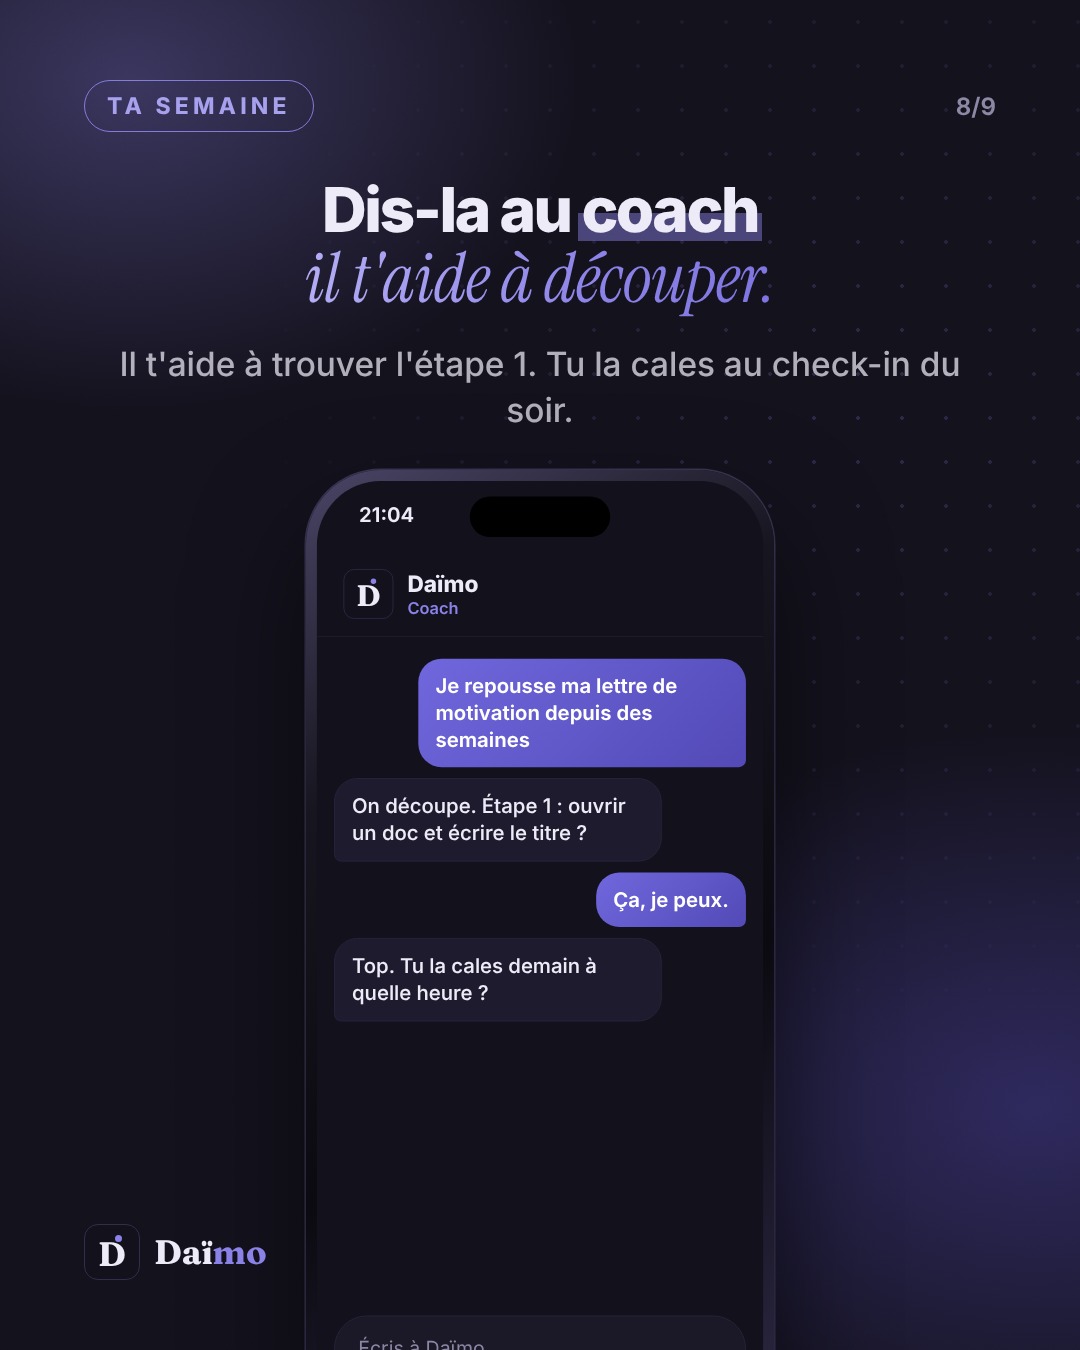 TA SEMAINE
8/9
Dis-la au coach
il t'aide à découper.
Il t'aide à trouver l'étape 1. Tu la cales au check-in du
soir.
21:04
D
Daïmo
Coach
Je repousse ma lettre de
motivation depuis des
semaines
On découpe. Étape 1 : ouvrir
un doc et écrire le titre ?
Ça, je peux.
Top. Tu la cales demain à
quelle heure ?
D
Daïmo
Écris à Daïmo